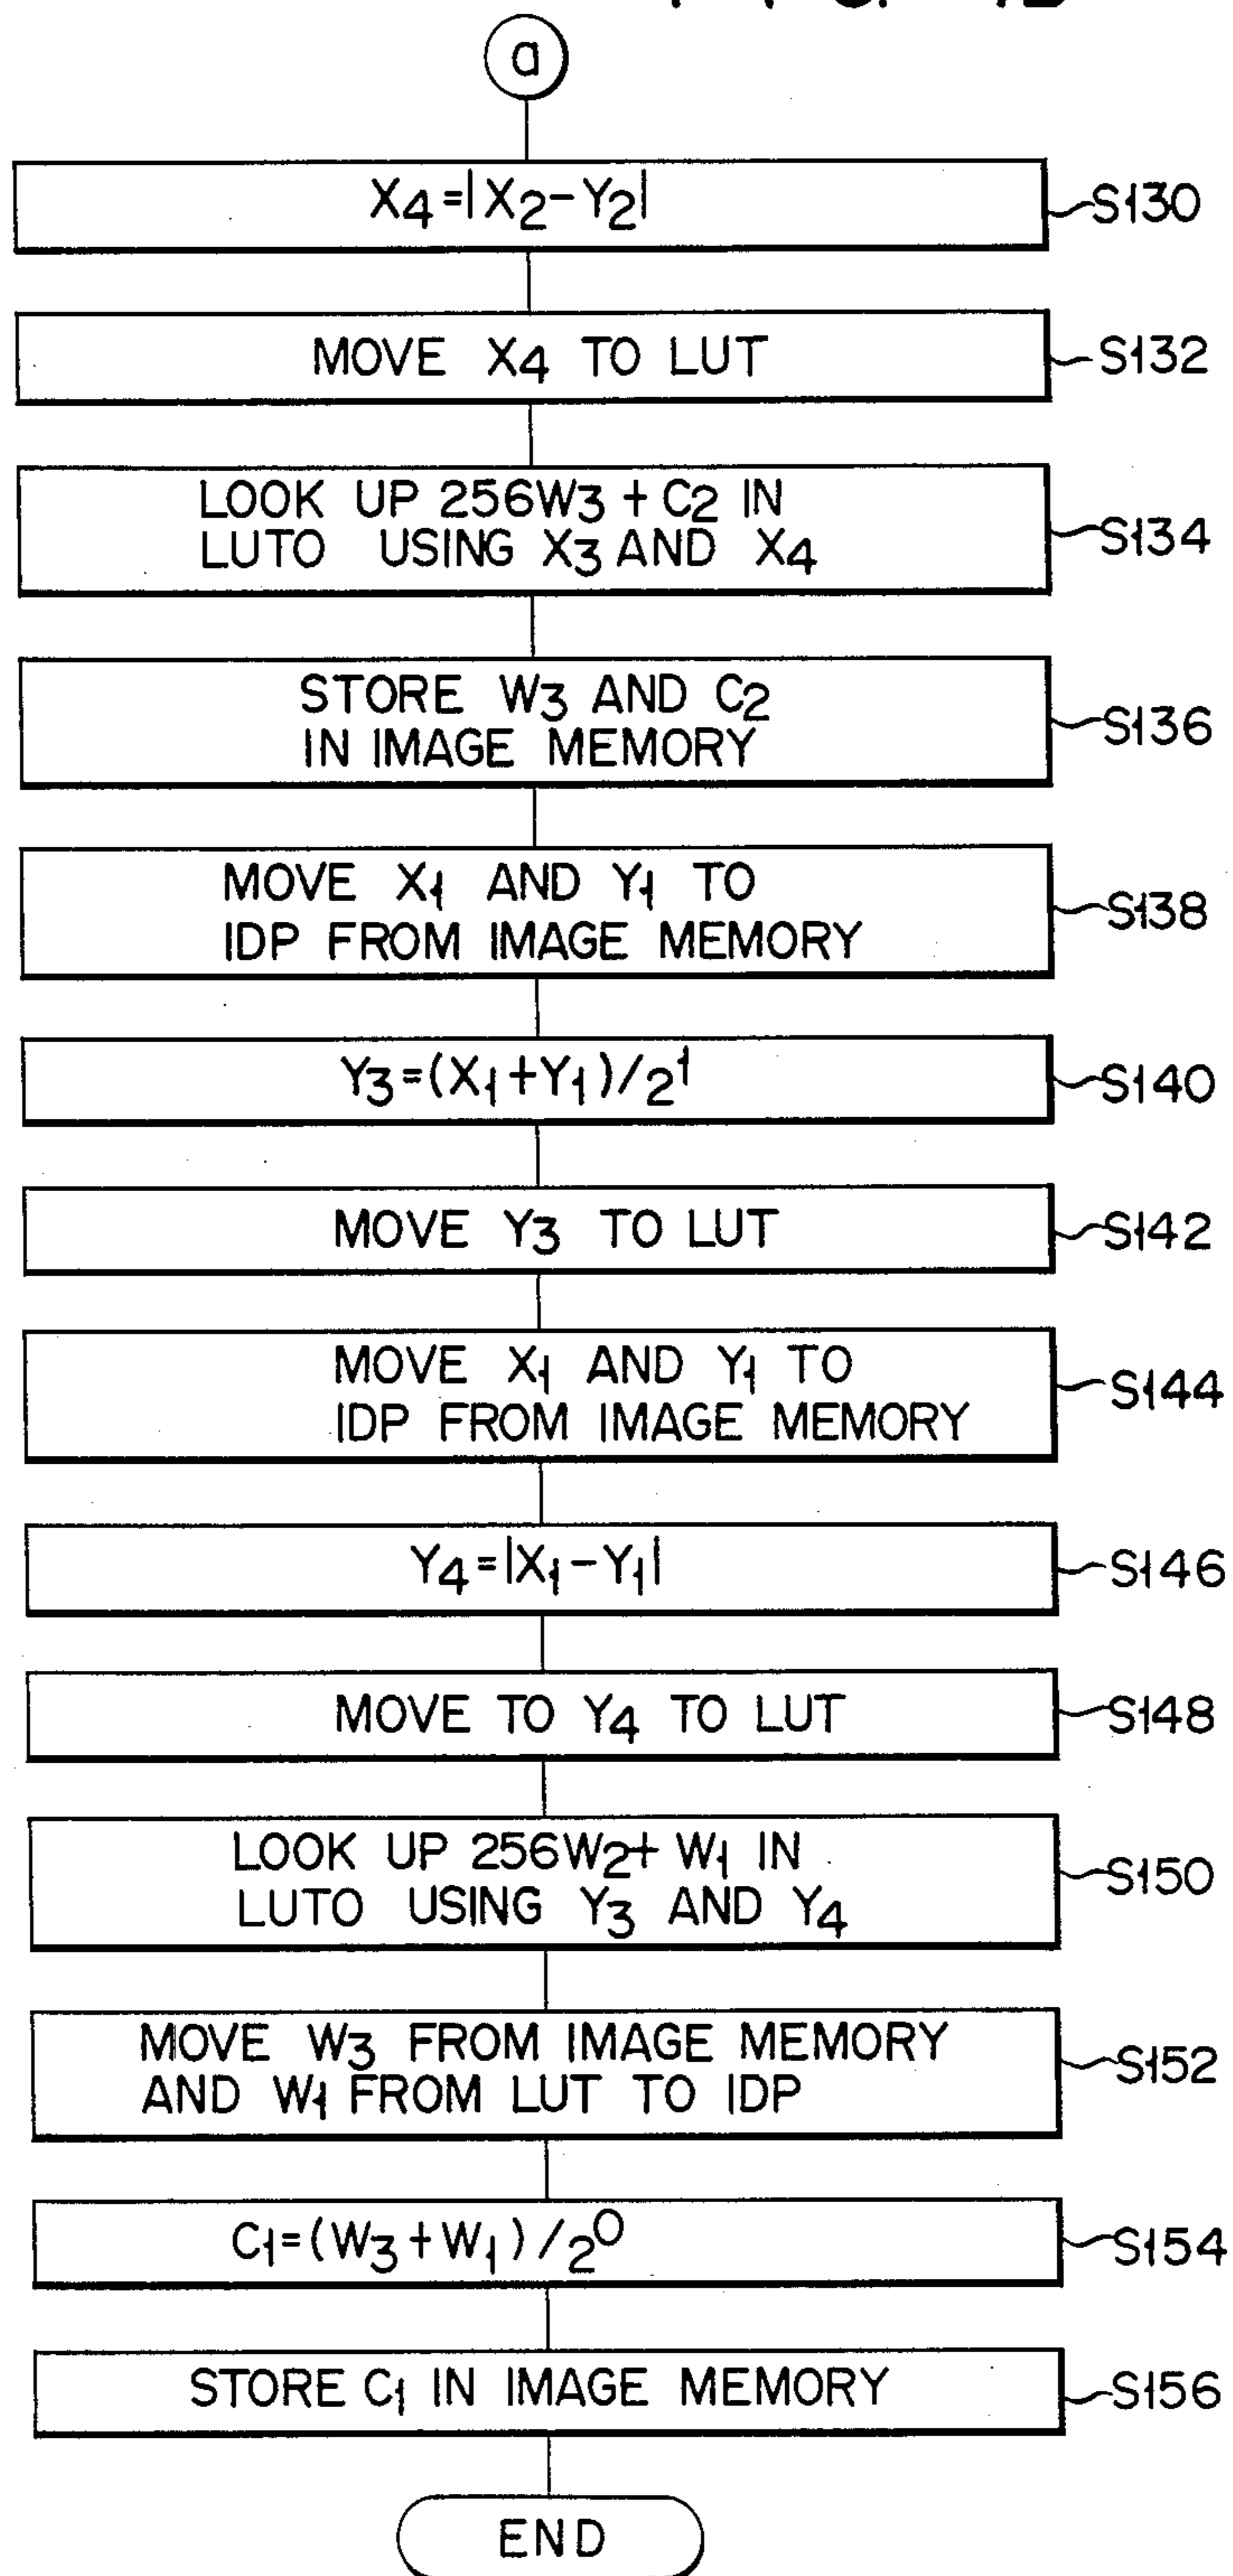 a
X4=|X2-Y2|
S130
MOVE X4 TO LUT
S132
LOOK UP 256W3 + C2 IN
LUTO USING X3 AND X4
S134
STORE W3 AND C2
IN IMAGE MEMORY
S136
MOVE X1 AND Y1 TO
IDP FROM IMAGE MEMORY
S138
Y3=(X1+Y1)/2^1
S140
MOVE Y3 TO LUT
S142
MOVE X1 AND Y1 TO
IDP FROM IMAGE MEMORY
S144
Y4=|X1-Y1|
S146
MOVE TO Y4 TO LUT
S148
LOOK UP 256W2+ W1 IN
LUTO USING Y3 AND Y4
S150
MOVE W3 FROM IMAGE MEMORY
AND W1 FROM LUT TO IDP
S152
C1=(W3+W1)/2^0
S154
STORE C1 IN IMAGE MEMORY
S156
END